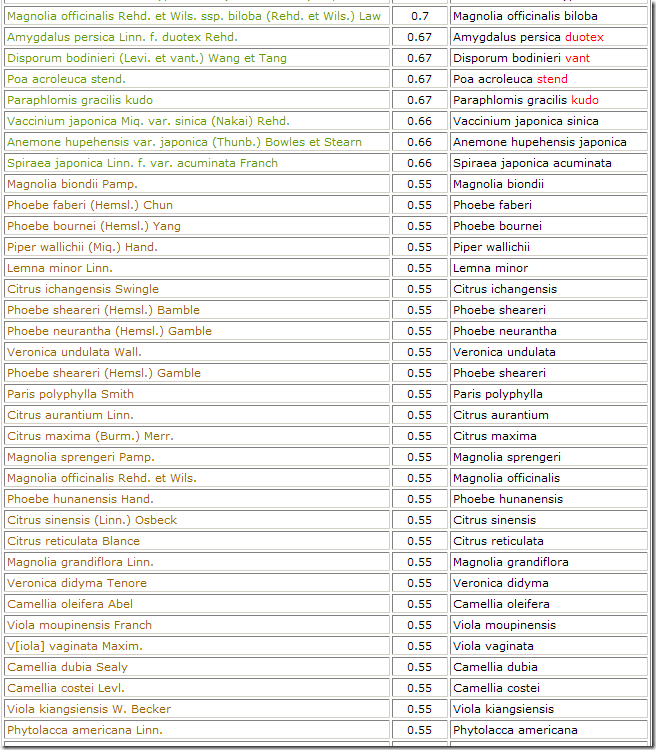 Magnolia officinalis Rehd. et Wils. ssp. biloba (Rehd. et Wils.) Law 0.7 Magnolia officinalis biloba
Amygdalus persica Linn. f. duotex Rehd. 0.67 Amygdalus persica duotex
Disporum bodinieri (Levi. et vant.) Wang et Tang 0.67 Disporum bodinieri vant
Poa acroleuca stend. 0.67 Poa acroleuca stend
Paraphlomis gracilis kudo 0.67 Paraphlomis gracilis kudo
Vaccinium japonica Miq. var. sinica (Nakai) Rehd. 0.66 Vaccinium japonica sinica
Anemone hupehensis var. japonica (Thunb.) Bowles et Stearn 0.66 Anemone hupehensis japonica
Spiraea japonica Linn. f. var. acuminata Franch 0.66 Spiraea japonica acuminata
Magnolia biondii Pamp. 0.55 Magnolia biondii
Phoebe faberi (Hemsl.) Chun 0.55 Phoebe faberi
Phoebe bournei (Hemsl.) Yang 0.55 Phoebe bournei
Piper wallichii (Miq.) Hand. 0.55 Piper wallichii
Lemna minor Linn. 0.55 Lemna minor
Citrus ichangensis Swingle 0.55 Citrus ichangensis
Phoebe sheareri (Hemsl.) Bamble 0.55 Phoebe sheareri
Phoebe neurantha (Hemsl.) Gamble 0.55 Phoebe neurantha
Veronica undulata Wall. 0.55 Veronica undulata
Phoebe sheareri (Hemsl.) Gamble 0.55 Phoebe sheareri
Paris polyphylla Smith 0.55 Paris polyphylla
Citrus aurantium Linn. 0.55 Citrus aurantium
Citrus maxima (Burm.) Merr. 0.55 Citrus maxima
Magnolia sprengeri Pamp. 0.55 Magnolia sprengeri
Magnolia officinalis Rehd. et Wils. 0.55 Magnolia officinalis
Phoebe hunanensis Hand. 0.55 Phoebe hunanensis
Citrus sinensis (Linn.) Osbeck 0.55 Citrus sinensis
Citrus reticulata Blance 0.55 Citrus reticulata
Magnolia grandiflora Linn. 0.55 Magnolia grandiflora
Veronica didyma Tenore 0.55 Veronica didyma
Camellia oleifera Abel 0.55 Camellia oleifera
Viola moupinensis Franch 0.55 Viola moupinensis
V[iola] vaginata Maxim. 0.55 Viola vaginata
Camellia dubia Sealy 0.55 Camellia dubia
Camellia costei Levl. 0.55 Camellia costei
Viola kiangsiensis W. Becker 0.55 Viola kiangsiensis
Phytolacca americana Linn. 0.55 Phytolacca americana